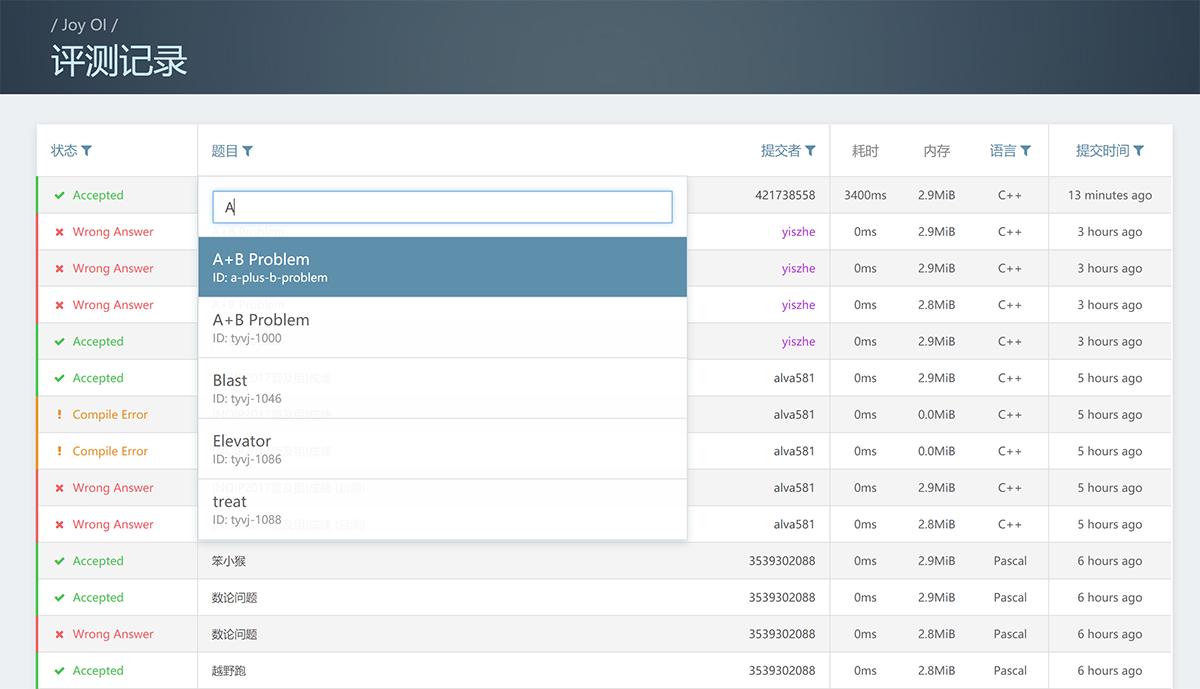 / Joy OI /
评测记录
状态 题目 提交者 耗时 内存 语言 提交时间
Accepted 421738558 3400ms 2.9MiB C++ 13 minutes ago
A
Wrong Answer A+B Problem yiszhe 0ms 2.9MiB C++ 3 hours ago
A+B Problem
ID: a-plus-b-problem
Wrong Answer yiszhe 0ms 2.9MiB C++ 3 hours ago
Wrong Answer A+B Problem yiszhe 0ms 2.8MiB C++ 3 hours ago
A+B Problem
ID: tyvj-1000
Accepted yiszhe 0ms 2.9MiB C++ 3 hours ago
Accepted alva581 0ms 2.9MiB C++ 5 hours ago
Blast
ID: tyvj-1046
Compile Error alva581 0ms 0.0MiB C++ 5 hours ago
Elevator
ID: tyvj-1086
Compile Error alva581 0ms 0.0MiB C++ 5 hours ago
Wrong Answer alva581 0ms 2.9MiB C++ 5 hours ago
treat
ID: tyvj-1088
Wrong Answer alva581 0ms 2.8MiB C++ 5 hours ago
Accepted 笨小猴 3539302088 0ms 2.9MiB Pascal 6 hours ago
Accepted 数论问题 3539302088 0ms 2.9MiB Pascal 6 hours ago
Wrong Answer 数论问题 3539302088 0ms 2.8MiB Pascal 6 hours ago
Accepted 越野跑 3539302088 0ms 2.8MiB Pascal 6 hours ago